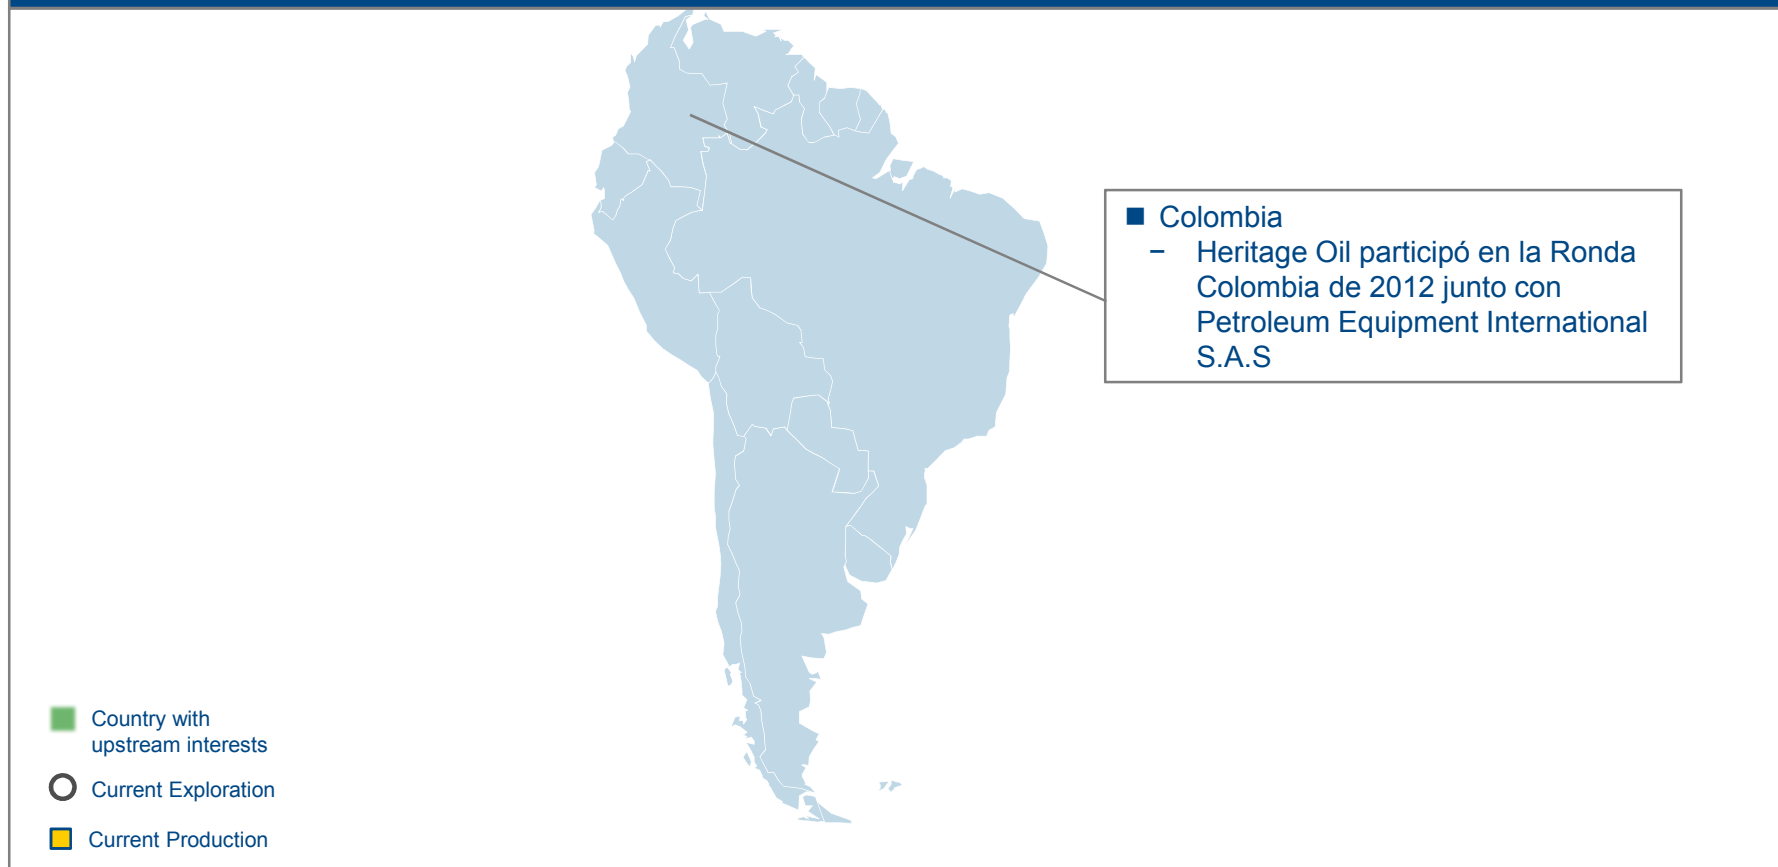 ■ Colombia
– Heritage Oil participó en la Ronda
Colombia de 2012 junto con
Petroleum Equipment International
S.A.S
Country with
upstream interests
Current Exploration
Current Production